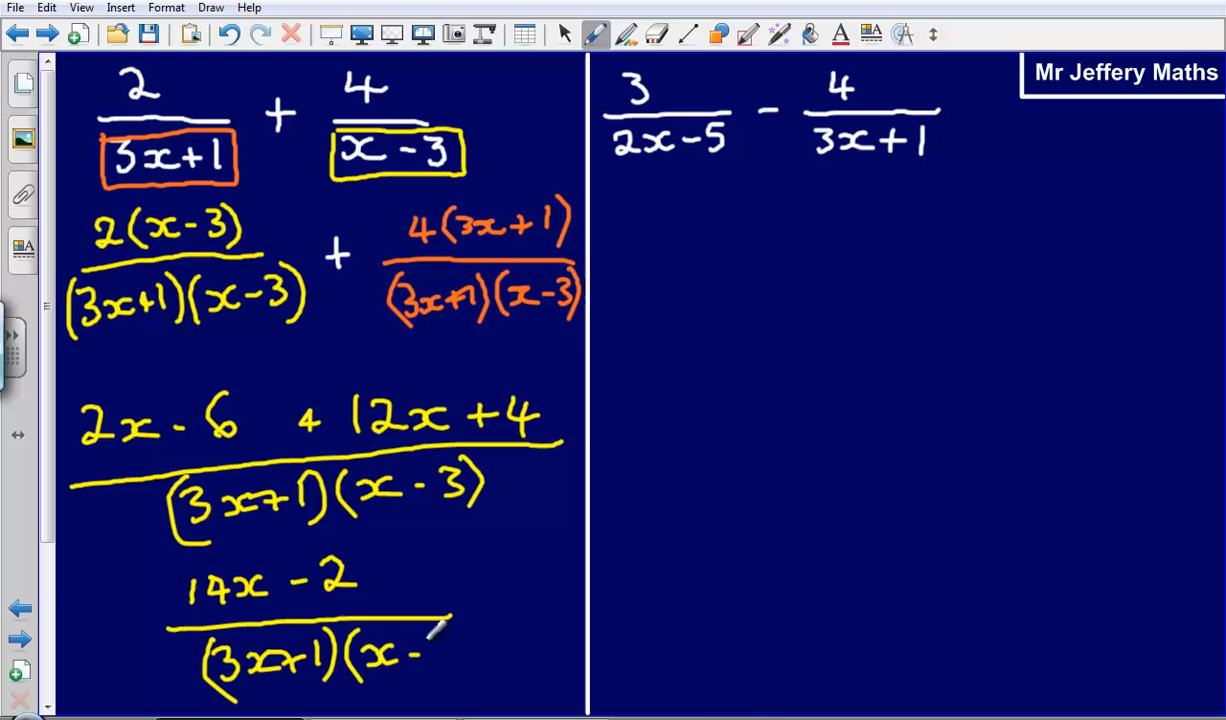 File Edit View Insert Format Draw Help
Mr Jeffery Maths
2/(3x+1) + 4/(x-3)
2(x-3)/(3x+1)(x-3) + 4(3x+1)/(3x+1)(x-3)
2x-6 + 12x+4
(3x+1)(x-3)
14x-2
(3x+1)(x-
3/(2x-5) - 4/(3x+1)